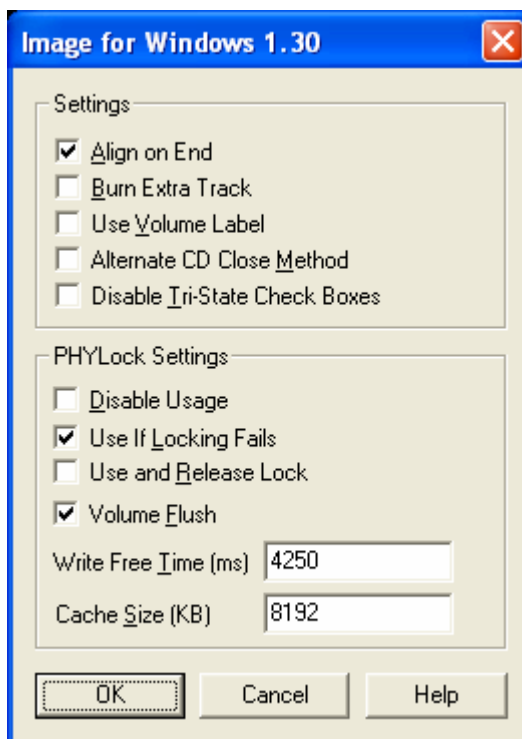 Image for Windows 1.30
Settings
Align on End
Burn Extra Track
Use Volume Label
Alternate CD Close Method
Disable Tri-State Check Boxes
PHYLock Settings
Disable Usage
Use If Locking Fails
Use and Release Lock
Volume Flush
Write Free Time (ms) 4250
Cache Size (KB) 8192
OK Cancel Help